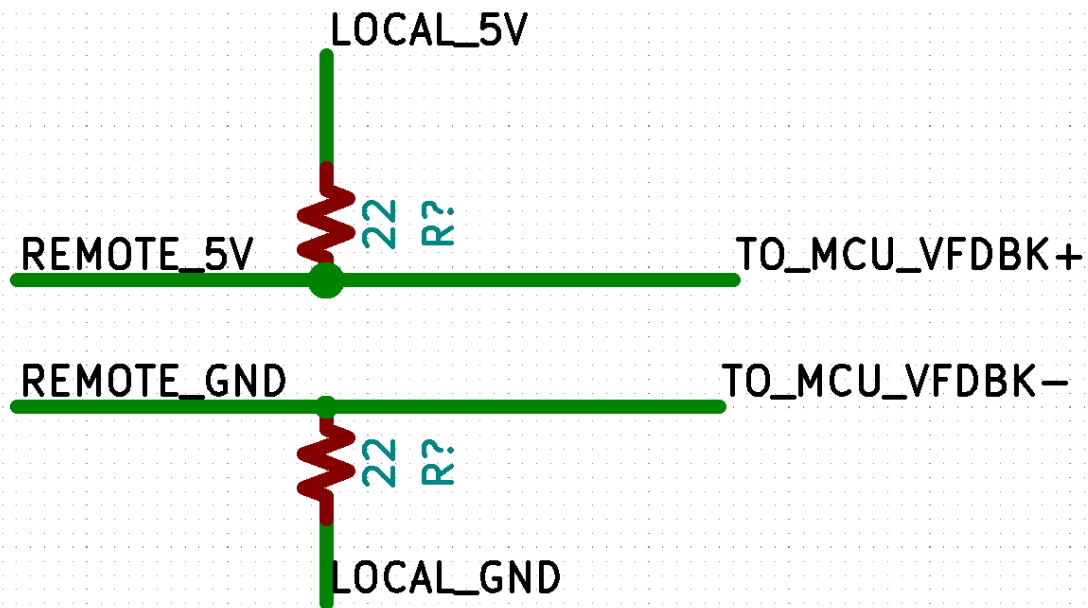 LOCAL_5V
22
R?
REMOTE_5V
TO_MCU_VFDBK+
REMOTE_GND
TO_MCU_VFDBK-
22
R?
LOCAL_GND